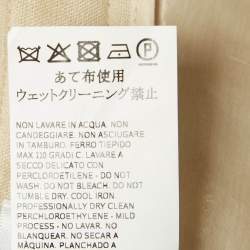 P
あて布使用
ウェットクリーニング禁止
NON LAVARE IN ACQUA. NON
CANDEGGIARE. NON ASCIUGARE
IN TAMBURO. FERRO TIEPIDO
MAX 110 GRADI C. LAVARE A
SECCO DELICATO CON
PERCLOROETILENE - DO NOT
WASH. DO NOT BLEACH. DO NOT
TUMBLE DRY. COOL IRON
PROFESSIONALLY DRY CLEAN
PERCHLOROETHYLENE - MILD
PROCESS - NO LAVAR. NO
BLANQUEAR. NO SECAR A
MÁQUINA. PLANCHADO A